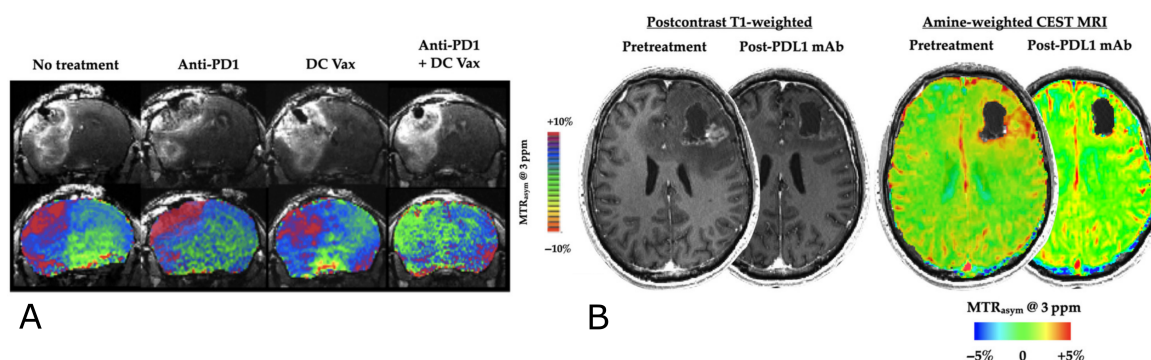 No treatment
Anti-PD1
DC Vax
Anti-PD1
+ DC Vax
+10%
MTRasym @ 3 ppm
−10%
A
Postcontrast T1-weighted
Pretreatment Post-PDL1 mAb
Amine-weighted CEST MRI
Pretreatment Post-PDL1 mAb
B
MTRasym @ 3 ppm
−5% 0 +5%